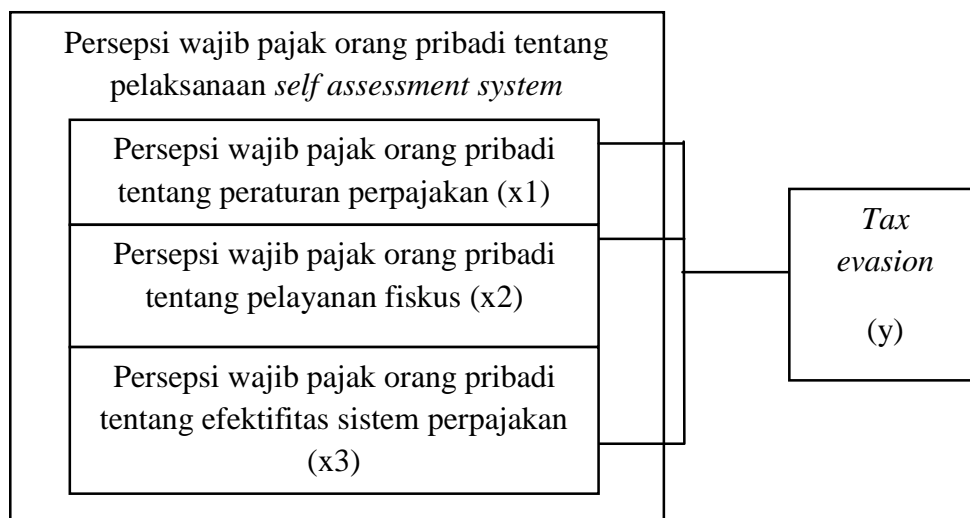 Persepsi wajib pajak orang pribadi tentang
pelaksanaan self assessment system
Persepsi wajib pajak orang pribadi
tentang peraturan perpajakan (x1)
Persepsi wajib pajak orang pribadi
tentang pelayanan fiskus (x2)
Persepsi wajib pajak orang pribadi
tentang efektifitas sistem perpajakan
(x3)
Tax
evasion
(y)